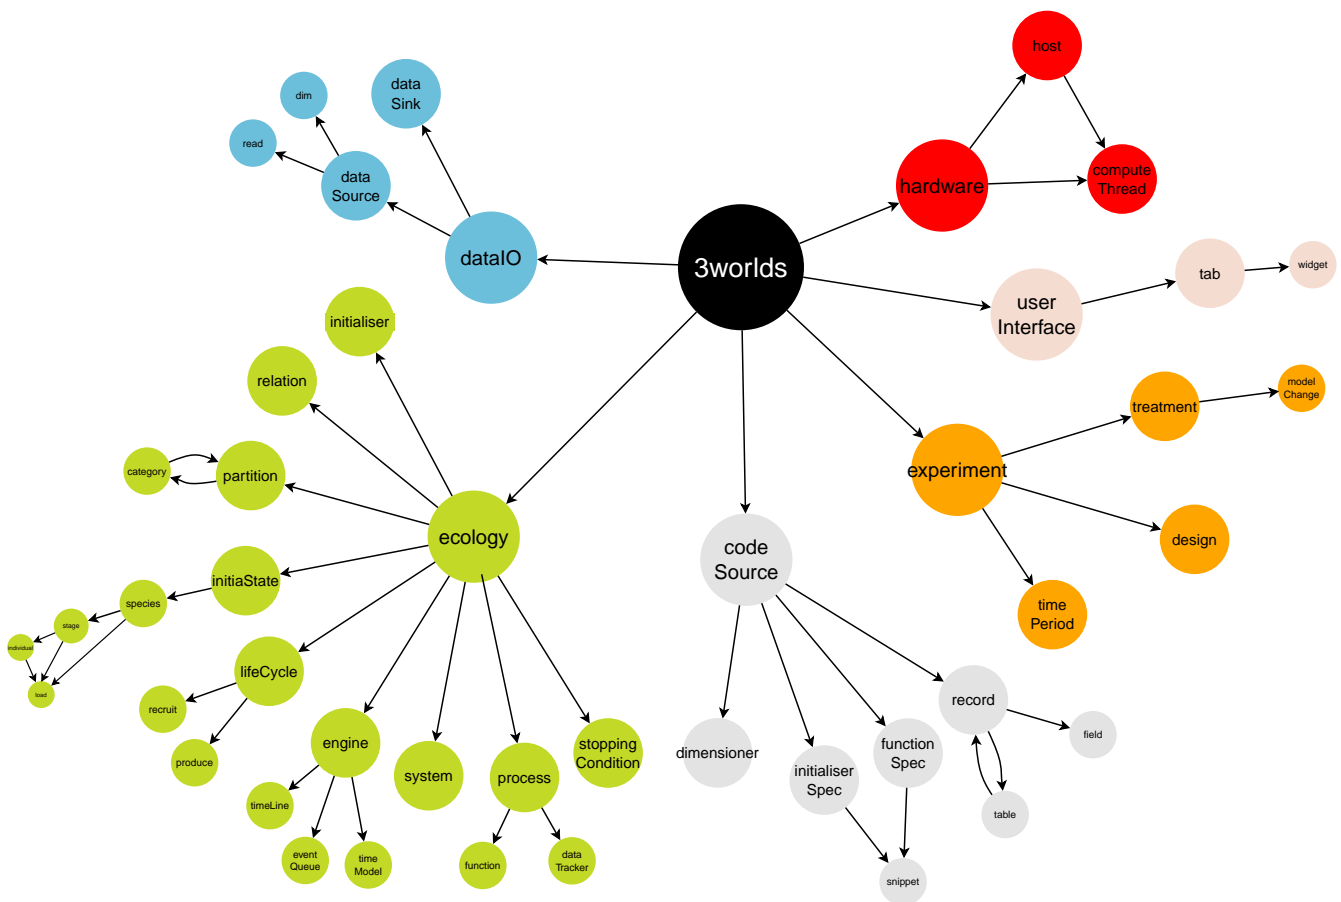 host
data
Sink
dim
read
data
Source
hardware
compute
Thread
dataIO
3worlds
tab
widget
user
Interface
initialiser
relation
model
Change
treatment
category
partition
experiment
ecology
code
Source
design
initiaState
species
stage
individual
load
time
Period
lifeCycle
recruit
produce
engine
system
process
stopping
Condition
timeLine
event
Queue
time
Model
function
data
Tracker
dimensioner
initialiser
Spec
function
Spec
record
field
table
snippet